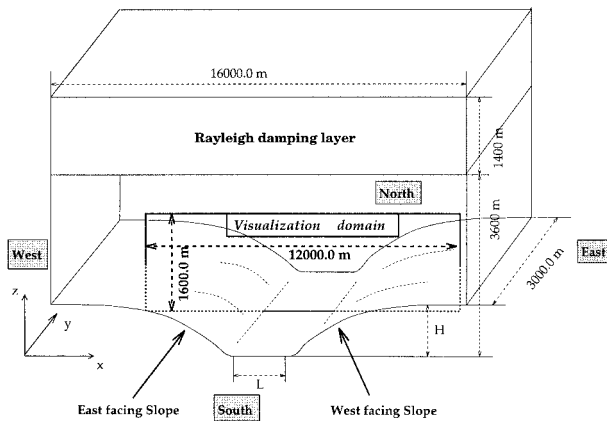 16000.0 m
Rayleigh damping layer
1400 m
North
3600 m
Visualization domain
West
12000.0 m
1600.0 m
East
3000.0 m
z
y
x
H
L
East facing Slope
South
West facing Slope